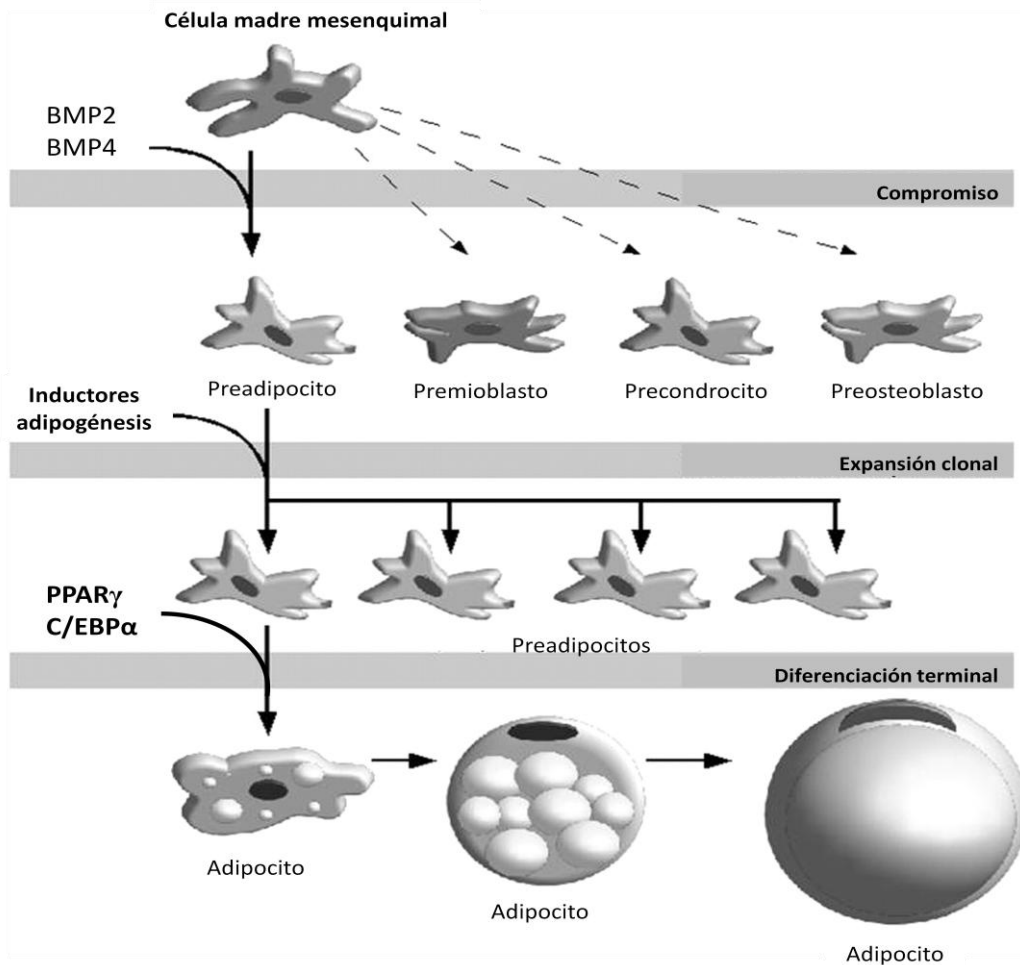 Célula madre mesenquimal
BMP2
BMP4
Compromiso
Preadipocito
Premioblasto
Precondrocito
Preosteoblasto
Inductores
adipogénesis
Expansión clonal
PPARγ
C/EBPα
Preadipocitos
Diferenciación terminal
Adipocito
Adipocito
Adipocito